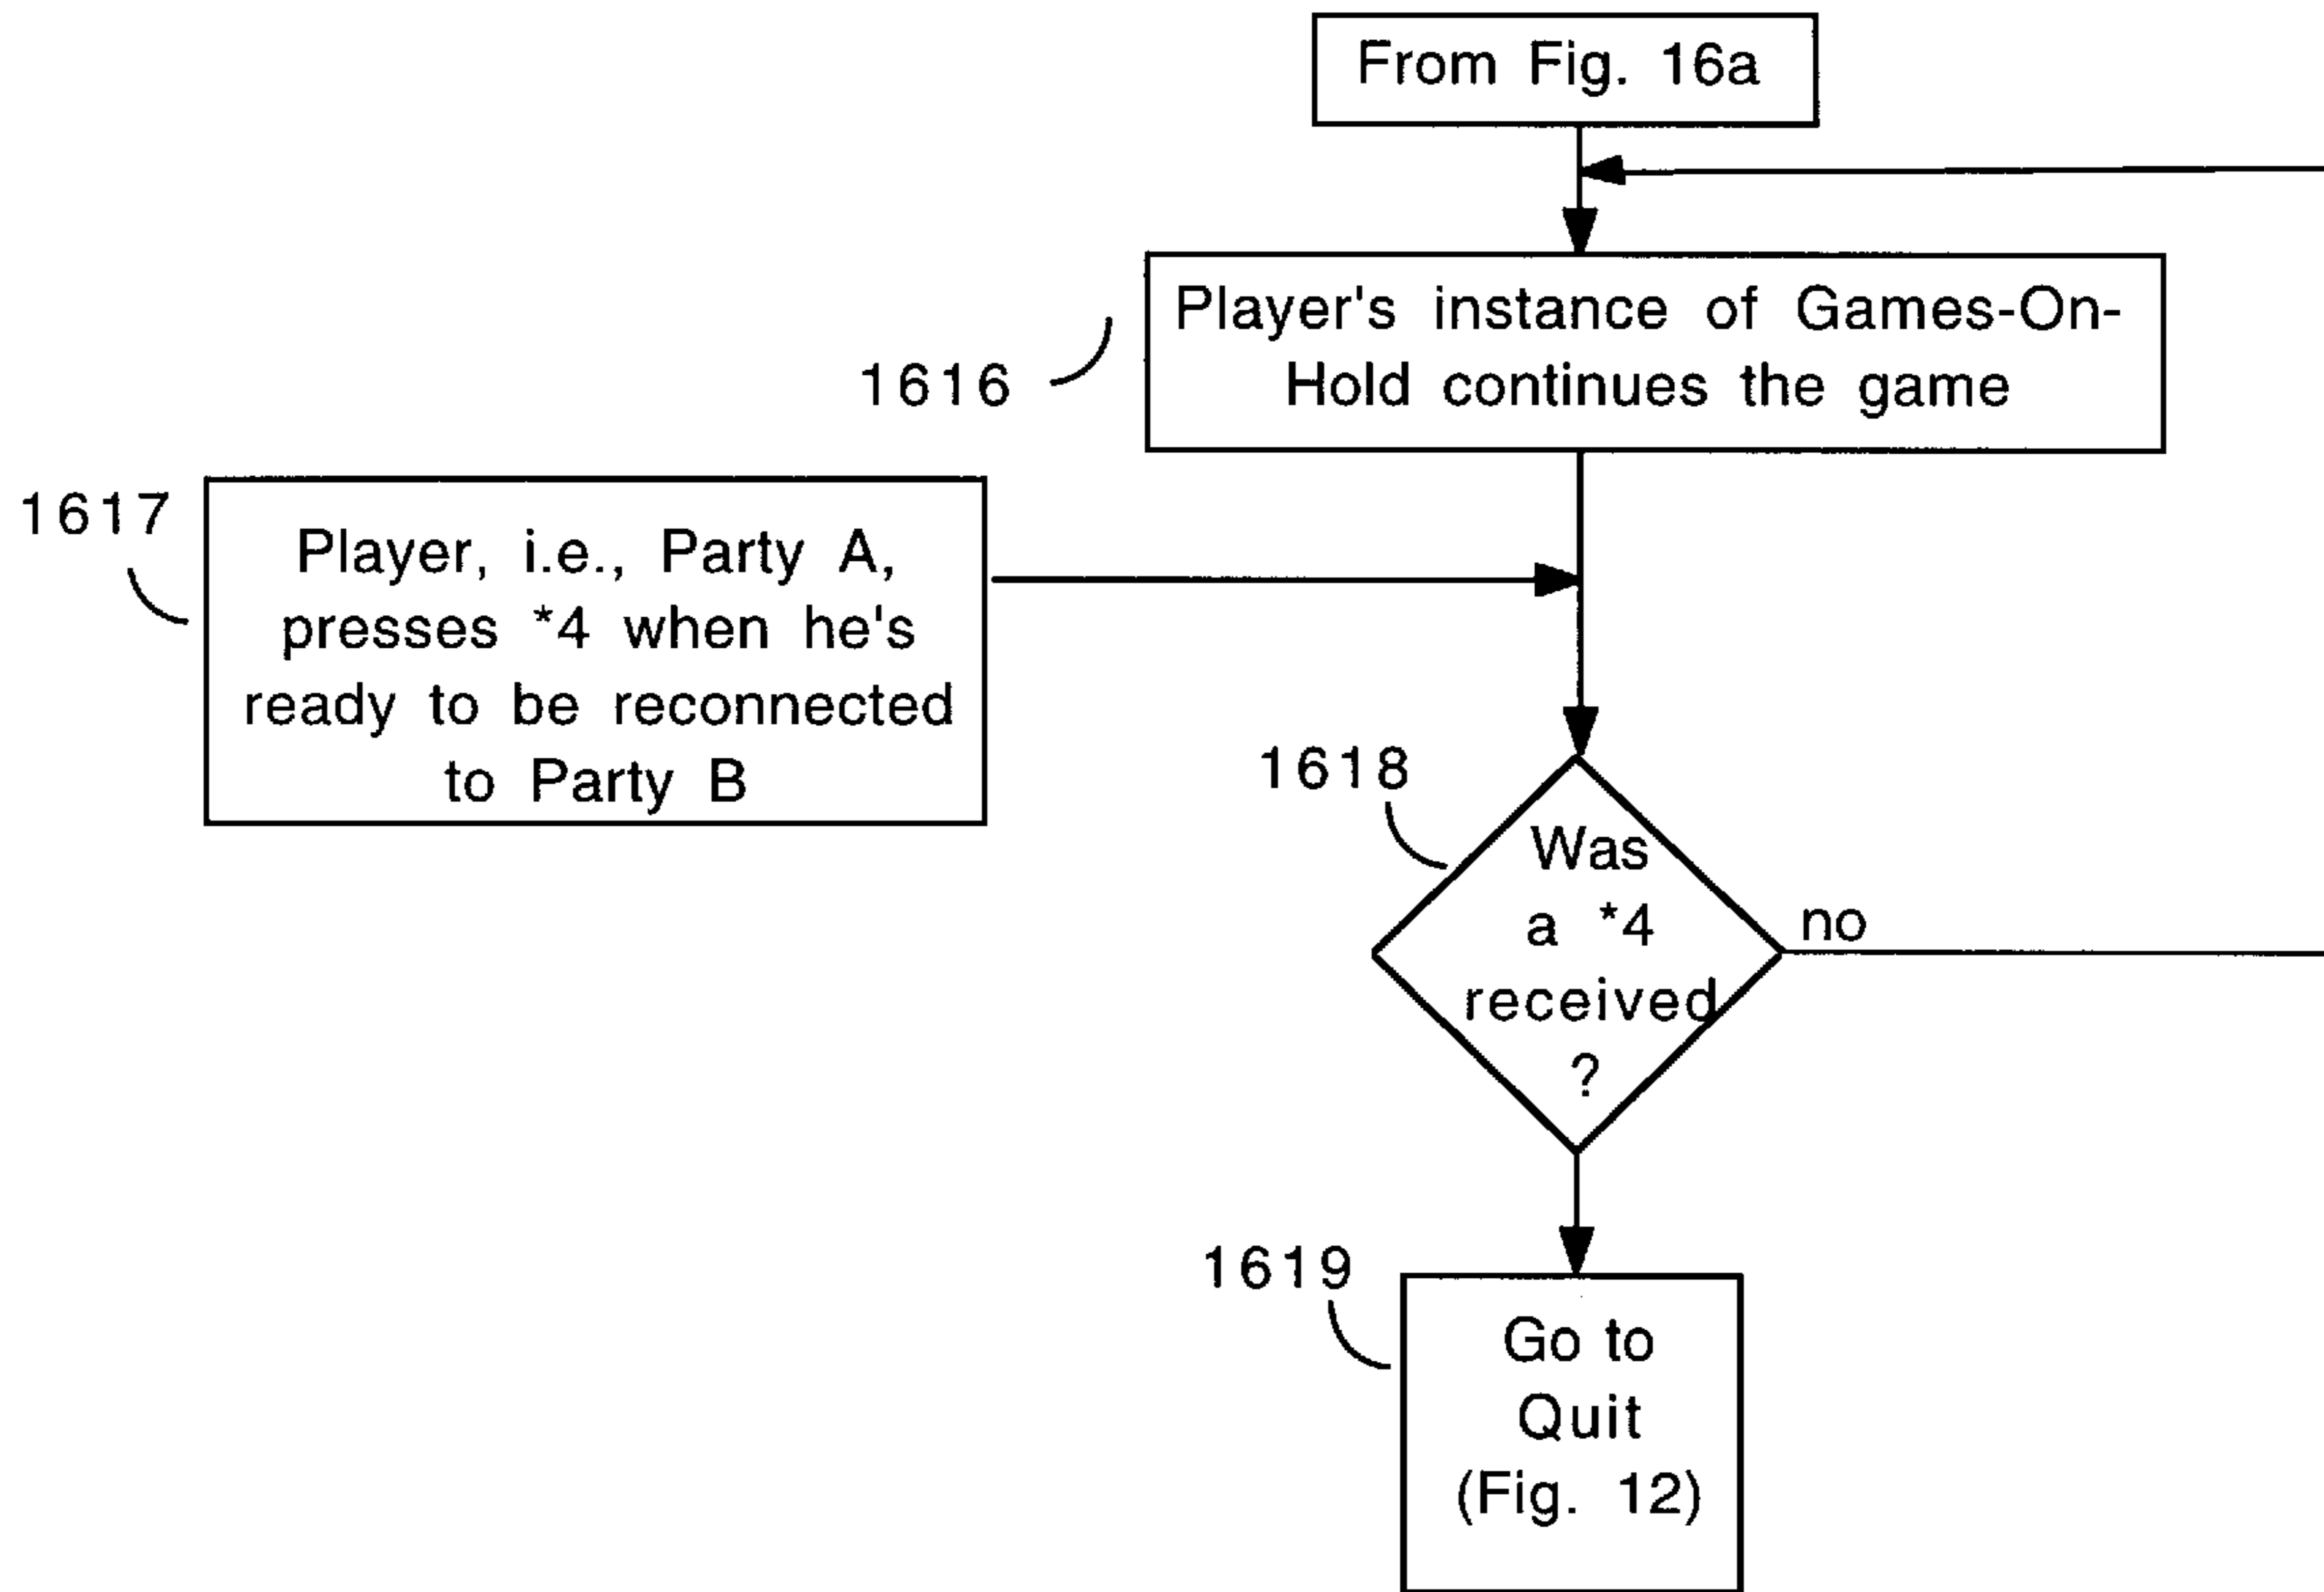 From Fig. 16a
Player's instance of Games-On-
Hold continues the game
1616
1617
Player, i.e., Party A,
presses *4 when he's
ready to be reconnected
to Party B
1618
Was
a *4
received
?
no
1619
Go to
Quit
(Fig. 12)